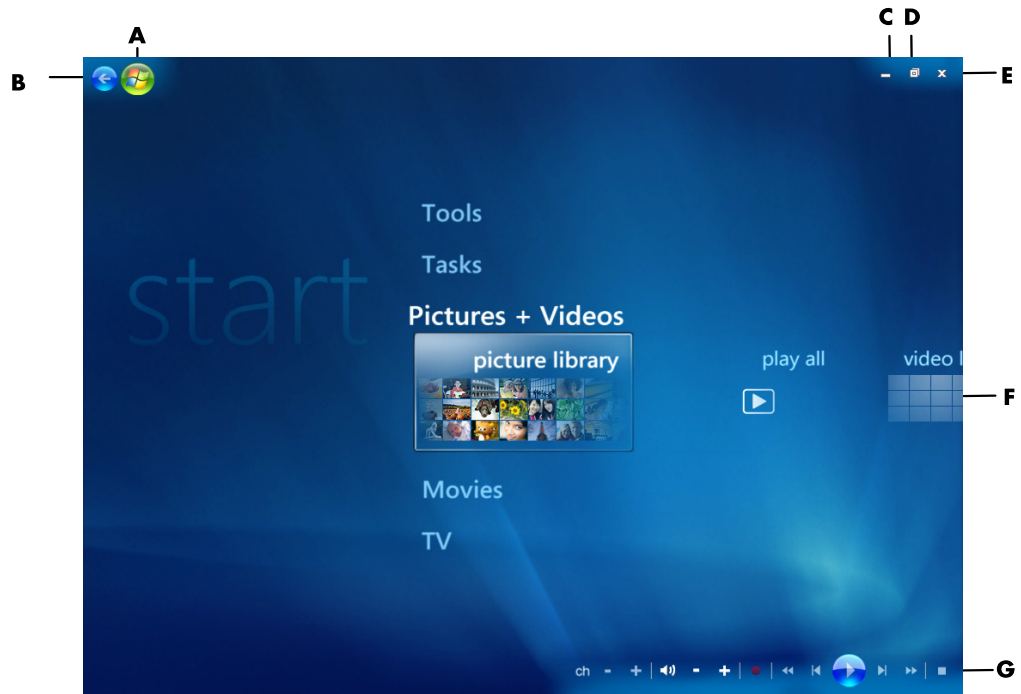 A
B
C D
E
Tools
Tasks
start
Pictures + Videos
picture library
play all
video l
F
Movies
TV
ch - +
- +
G